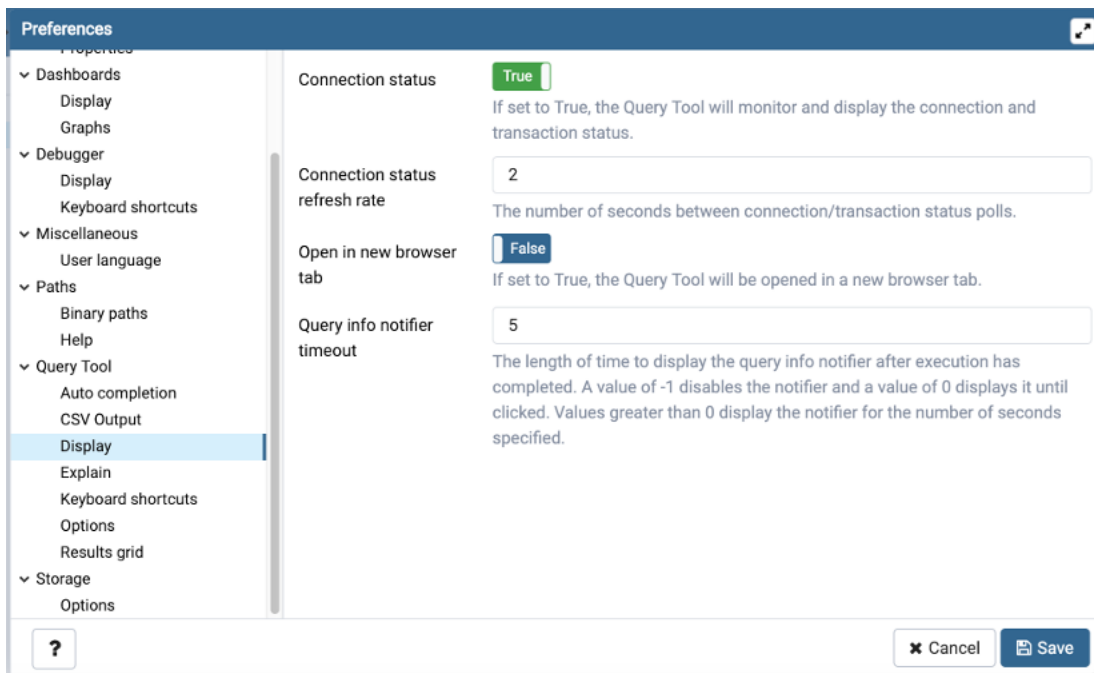 Preferences
Properties
Dashboards
Display
Graphs
Debugger
Display
Keyboard shortcuts
Miscellaneous
User language
Paths
Binary paths
Help
Query Tool
Auto completion
CSV Output
Display
Explain
Keyboard shortcuts
Options
Results grid
Storage
Options
Connection status
True
If set to True, the Query Tool will monitor and display the connection and
transaction status.
Connection status
refresh rate
2
The number of seconds between connection/transaction status polls.
Open in new browser
tab
False
If set to True, the Query Tool will be opened in a new browser tab.
Query info notifier
timeout
5
The length of time to display the query info notifier after execution has
completed. A value of -1 disables the notifier and a value of 0 displays it until
clicked. Values greater than 0 display the notifier for the number of seconds
specified.
?
Cancel
Save